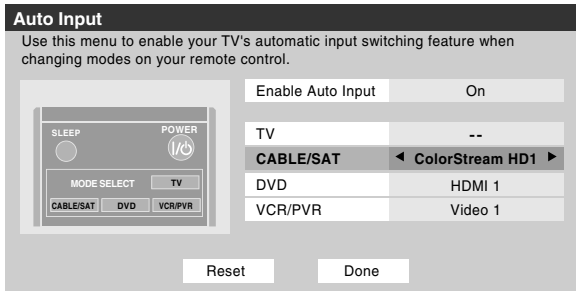 Auto Input
Use this menu to enable your TV's automatic input switching feature when
changing modes on your remote control.
Enable Auto Input On
SLEEP POWER
I/
MODE SELECT TV
CABLE/SAT DVD VCR/PVR
TV --
CABLE/SAT ◀ ColorStream HD1 ▶
DVD HDMI 1
VCR/PVR Video 1
Reset Done